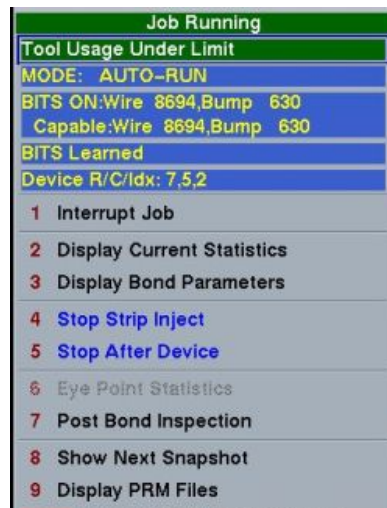 Job Running
Tool Usage Under Limit
MODE: AUTO-RUN
BITS ON:Wire 8694,Bump 630
Capable:Wire 8694,Bump 630
BITS Learned
Device R/C/Idx: 7,5,2
1 Interrupt Job
2 Display Current Statistics
3 Display Bond Parameters
4 Stop Strip Inject
5 Stop After Device
6 Eye Point Statistics
7 Post Bond Inspection
8 Show Next Snapshot
9 Display PRM Files